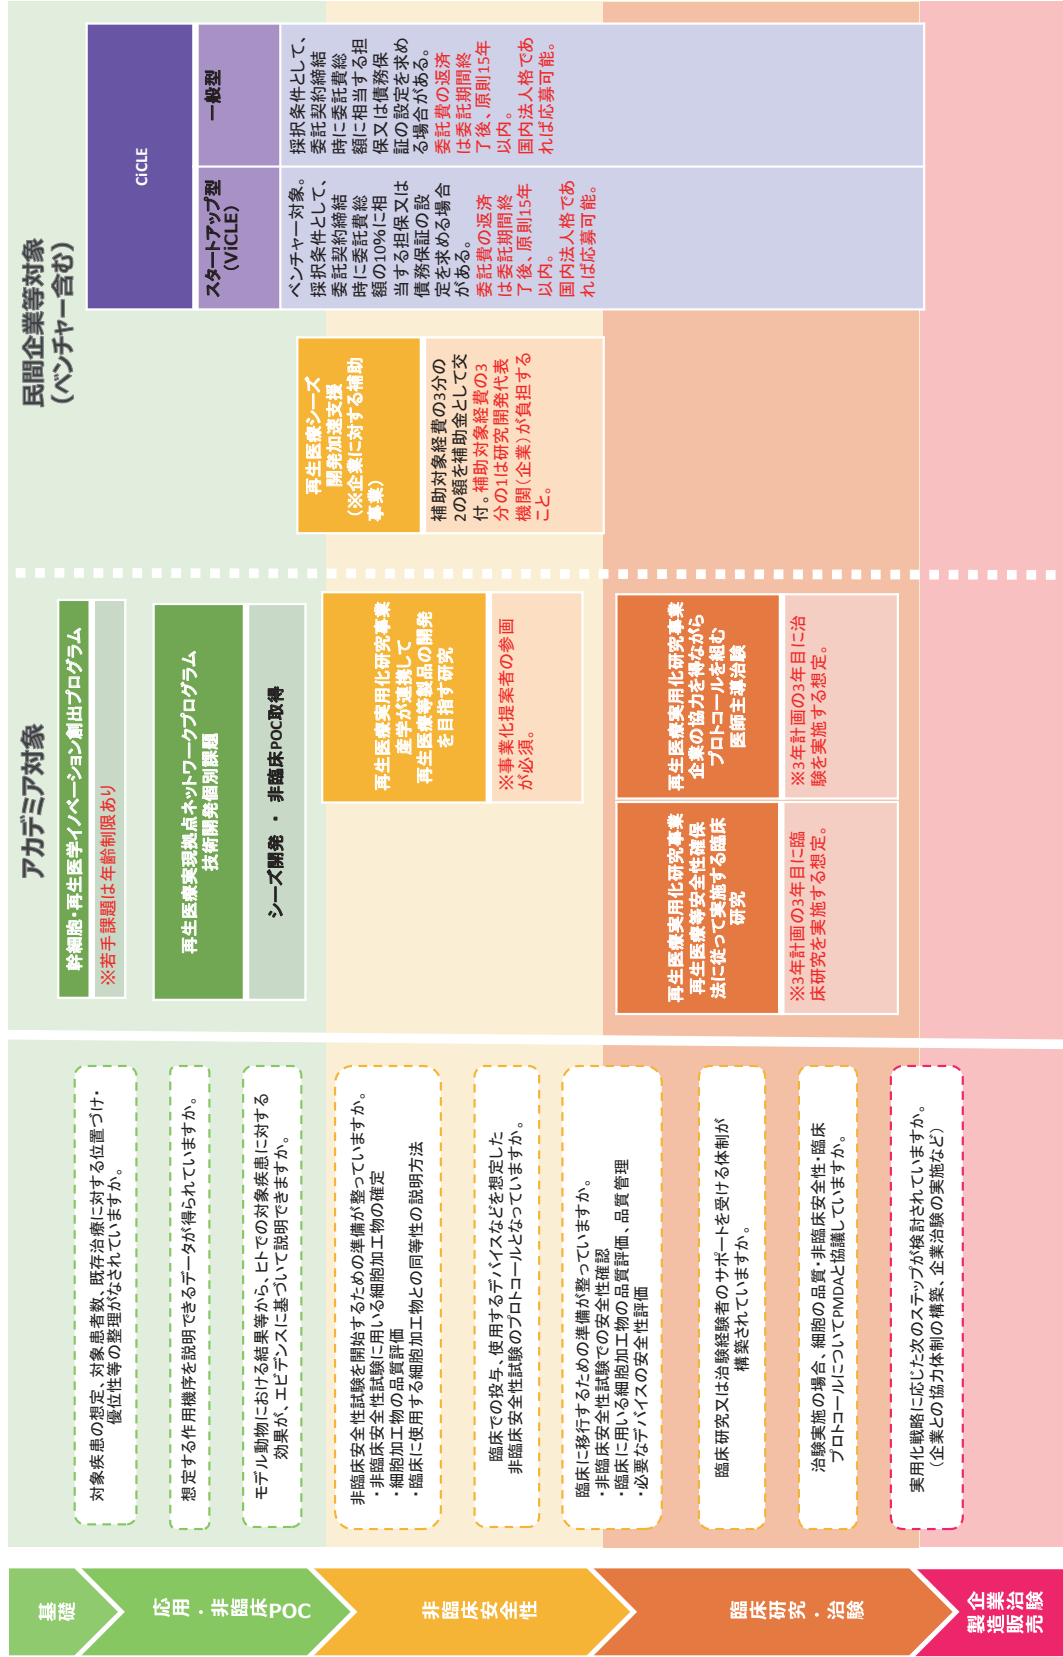 基礎
応用・非臨床POC
非臨床安全性
臨床研究・治験
企業治験
製造販売
対象疾患の想定、対象患者数、既存治療に対する位置づけ・
優位性等の整理がなされていますか。
想定する作用機序を説明できるデータが得られていますか。
モデル動物における結果等から、ヒトでの対象疾患に対する
効果が、エビデンスに基づいて説明できますか。
非臨床安全性試験を開始するための準備が整っていますか。
・非臨床安全性試験に用いる細胞加工物の確定
・細胞加工物の品質評価
・臨床に使用する細胞加工物との同等性の説明方法
臨床での投与、使用するデバイスなどを想定した
非臨床安全性試験のプロトコールとなっていますか。
臨床に移行するための準備が整っていますか。
・非臨床安全性試験での安全性確認
・臨床に用いる細胞加工物の品質評価、品質管理
・必要なデバイスの安全性評価
臨床研究又は治験経験者のサポートを受ける体制が
構築されていますか。
治験実施の場合、細胞の品質・非臨床安全性・臨床
プロトコールについてPMDAと協議していますか。
実用化戦略に応じた次のステップが検討されていますか。
（企業との協力体制の構築、企業治験の実施など）
アカデミア対象
幹細胞・再生医学イノベーション創出プログラム
※若手課題は年齢制限あり
再生医療実現拠点ネットワークプログラム
技術開発個別課題
シーズ開発 ・ 非臨床POC取得
再生医療実用化研究事業
産学が連携して
再生医療等製品の開発
を目指す研究
※事業化提案者の参画
が必須。
再生医療実用化研究事業
再生医療等安全性確保
法に従って実施する臨床
研究
※3年計画の3年目に臨
床研究を実施する想定。
再生医療実用化研究事業
企業の協力を得ながら
プロトコールを組む
医師主導治験
※3年計画の3年目に治
験を実施する想定。
民間企業等対象
（ベンチャー含む）
再生医療シーズ
開発加速支援
（※企業に対する補助
事業）
補助対象経費の3分の
2の額を補助金として交
付。補助対象経費の3
分の1は研究開発代表
機関（企業）が負担する
こと。
CiCLE
スタートアップ型
（ViCLE）
ベンチャー対象。
採択条件として、
委託契約締結
時に委託費総
額の10%に相
当する担保又は
債務保証の設
定を求める場合
がある。
委託費の返済
は委託期間終
了後、原則15年
以内。
国内法人格であ
れば応募可能。
一般型
採択条件として、
委託契約締結
時に委託費総
額に相当する担
保又は債務保
証の設定を求め
る場合がある。
委託費の返済
は委託期間終
了後、原則15年
以内。
国内法人格であ
れば応募可能。